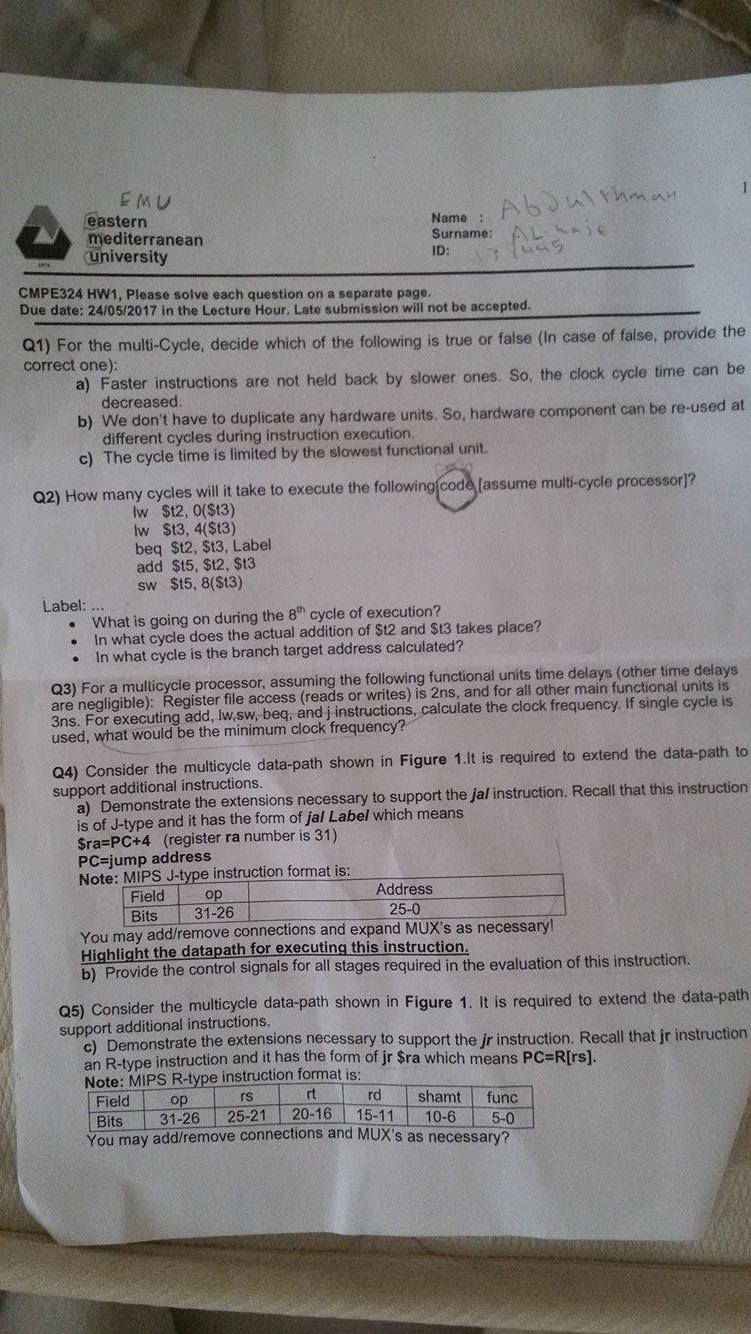 1
EMU
eastern
mediterranean
university
Name : Abdulthman
Surname:
ID:
CMPE324 HW1, Please solve each question on a separate page.
Due date: 24/05/2017 in the Lecture Hour. Late submission will not be accepted.
Q1) For the multi-Cycle, decide which of the following is true or false (In case of false, provide the
correct one):
a) Faster instructions are not held back by slower ones. So, the clock cycle time can be
decreased.
b) We don't have to duplicate any hardware units. So, hardware component can be re-used at
different cycles during instruction execution.
c) The cycle time is limited by the slowest functional unit.
Q2) How many cycles will it take to execute the following code [assume multi-cycle processor]?
lw $t2, 0($t3)
lw $t3, 4($t3)
beq $t2, $t3, Label
add $t5, $t2, $t3
sw $t5, 8($t3)
Label: ...
• What is going on during the 8th cycle of execution?
• In what cycle does the actual addition of $t2 and $t3 takes place?
• In what cycle is the branch target address calculated?
Q3) For a multicycle processor, assuming the following functional units time delays (other time delays
are negligible): Register file access (reads or writes) is 2ns, and for all other main functional units is
3ns. For executing add, lw,sw, beq, and j instructions, calculate the clock frequency. If single cycle is
used, what would be the minimum clock frequency?
Q4) Consider the multicycle data-path shown in Figure 1.It is required to extend the data-path to
support additional instructions.
a) Demonstrate the extensions necessary to support the jal instruction. Recall that this instruction
is of J-type and it has the form of jal Label which means
$ra=PC+4 (register ra number is 31)
PC=jump address
Note: MIPS J-type instruction format is:
Field op Address
Bits 31-26 25-0
You may add/remove connections and expand MUX's as necessary!
Highlight the datapath for executing this instruction.
b) Provide the control signals for all stages required in the evaluation of this instruction.
Q5) Consider the multicycle data-path shown in Figure 1. It is required to extend the data-path
support additional instructions.
c) Demonstrate the extensions necessary to support the jr instruction. Recall that jr instruction
an R-type instruction and it has the form of jr $ra which means PC=R[rs].
Note: MIPS R-type instruction format is:
Field op rs rt rd shamt func
Bits 31-26 25-21 20-16 15-11 10-6 5-0
You may add/remove connections and MUX's as necessary?